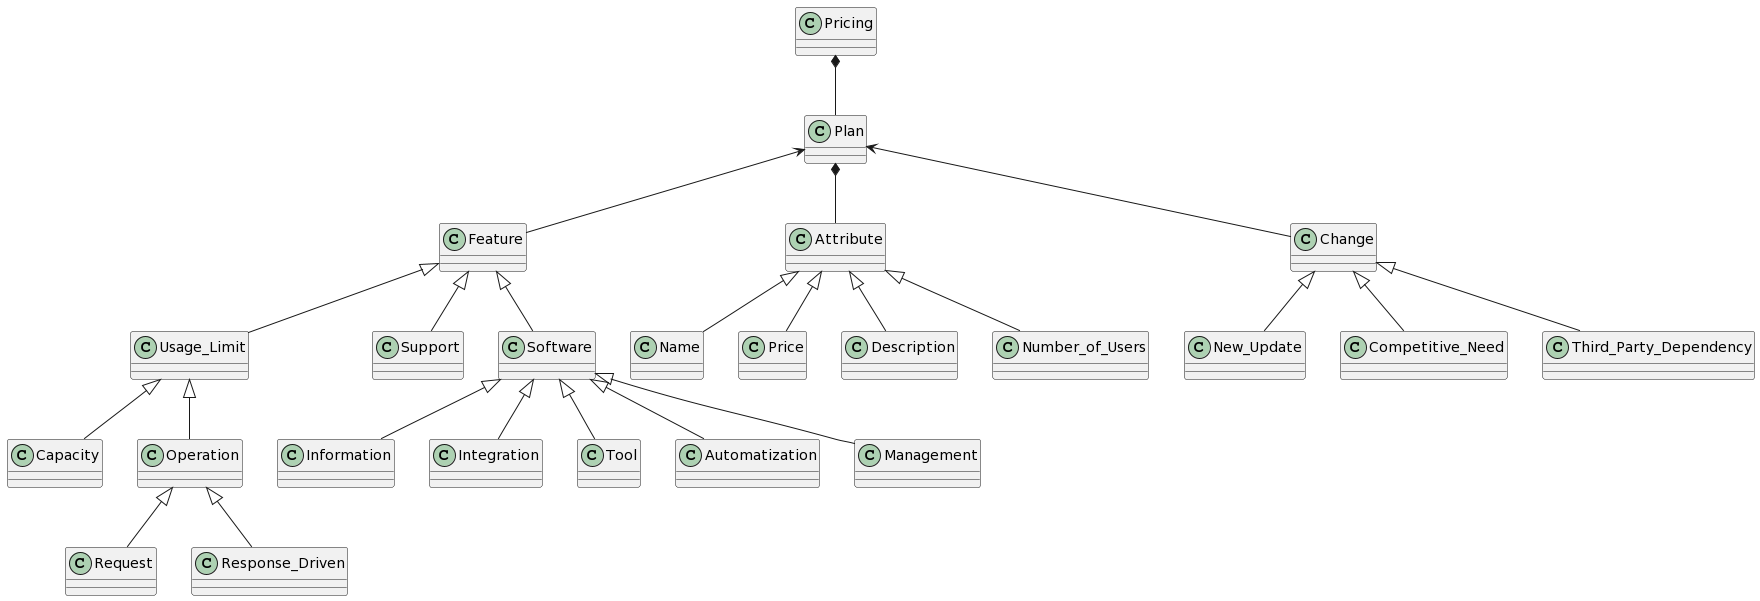 C Pricing
C Plan
C Feature
C Attribute
C Change
C Usage_Limit
C Support
C Software
C Name
C Price
C Description
C Number_of_Users
C New_Update
C Competitive_Need
C Third_Party_Dependency
C Capacity
C Operation
C Information
C Integration
C Tool
C Automatization
C Management
C Request
C Response_Driven